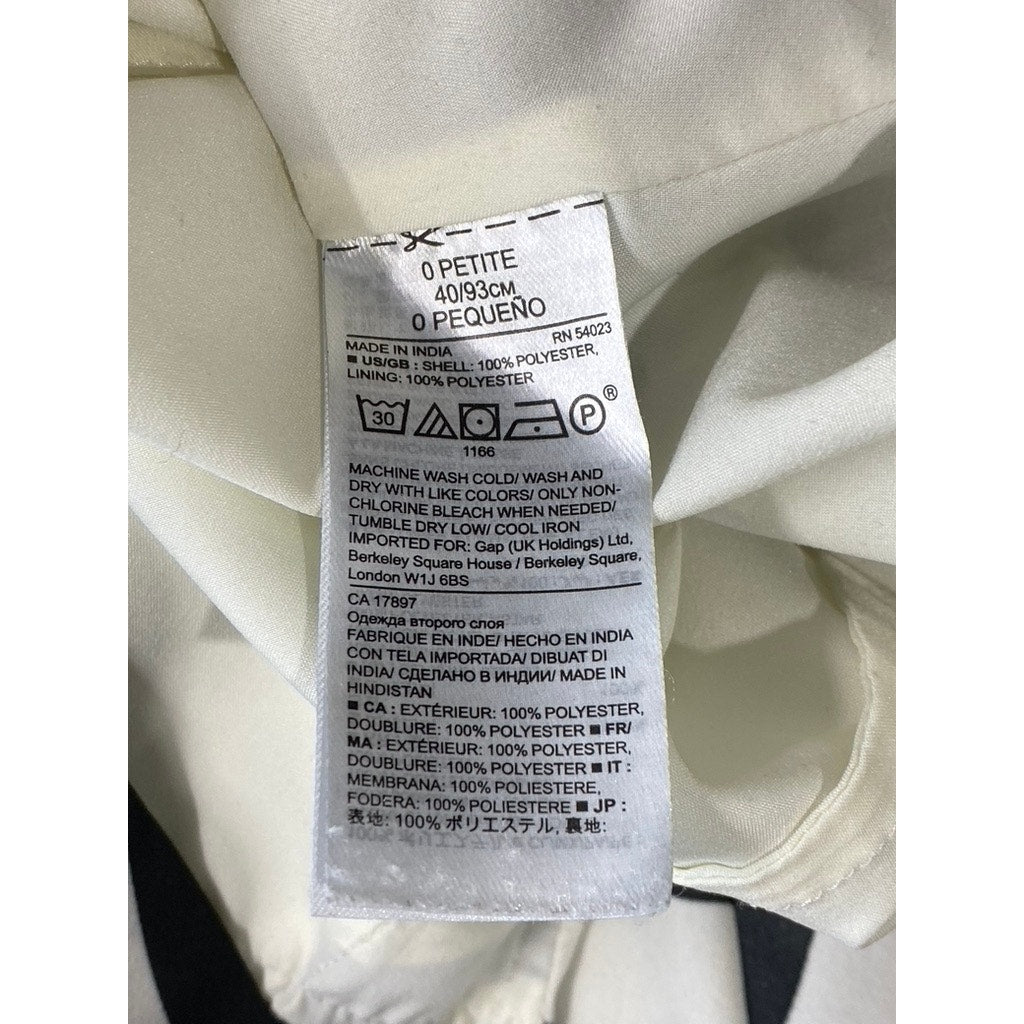 0 PETITE
40/93CM
0 PEQUEÑO
RN 54023
MADE IN INDIA
■ US/GB : SHELL: 100% POLYESTER,
LINING: 100% POLYESTER
30
P®
1166
MACHINE WASH COLD/ WASH AND
DRY WITH LIKE COLORS/ ONLY NON-
CHLORINE BLEACH WHEN NEEDED/
TUMBLE DRY LOW/ COOL IRON
IMPORTED FOR: Gap (UK Holdings) Ltd,
Berkeley Square House / Berkeley Square,
London W1J 6BS
CA 17897
Одежда второго слоя
FABRIQUE EN INDE/ HECHO EN INDIA
CON TELA IMPORTADA/ DIBUAT DI
INDIA/ СДЕЛАНО В ИНДИИ/ MADE IN
HINDISTAN
■ CA : EXTÉRIEUR: 100% POLYESTER,
DOUBLURE: 100% POLYESTER ■ FR/
MA : EXTÉRIEUR: 100% POLYESTER,
DOUBLURE: 100% POLYESTER ■ IT :
MEMBRANA: 100% POLIESTERE,
FODERA: 100% POLIESTERE ■ JP :
表地: 100% ポリエステル, 裏地: